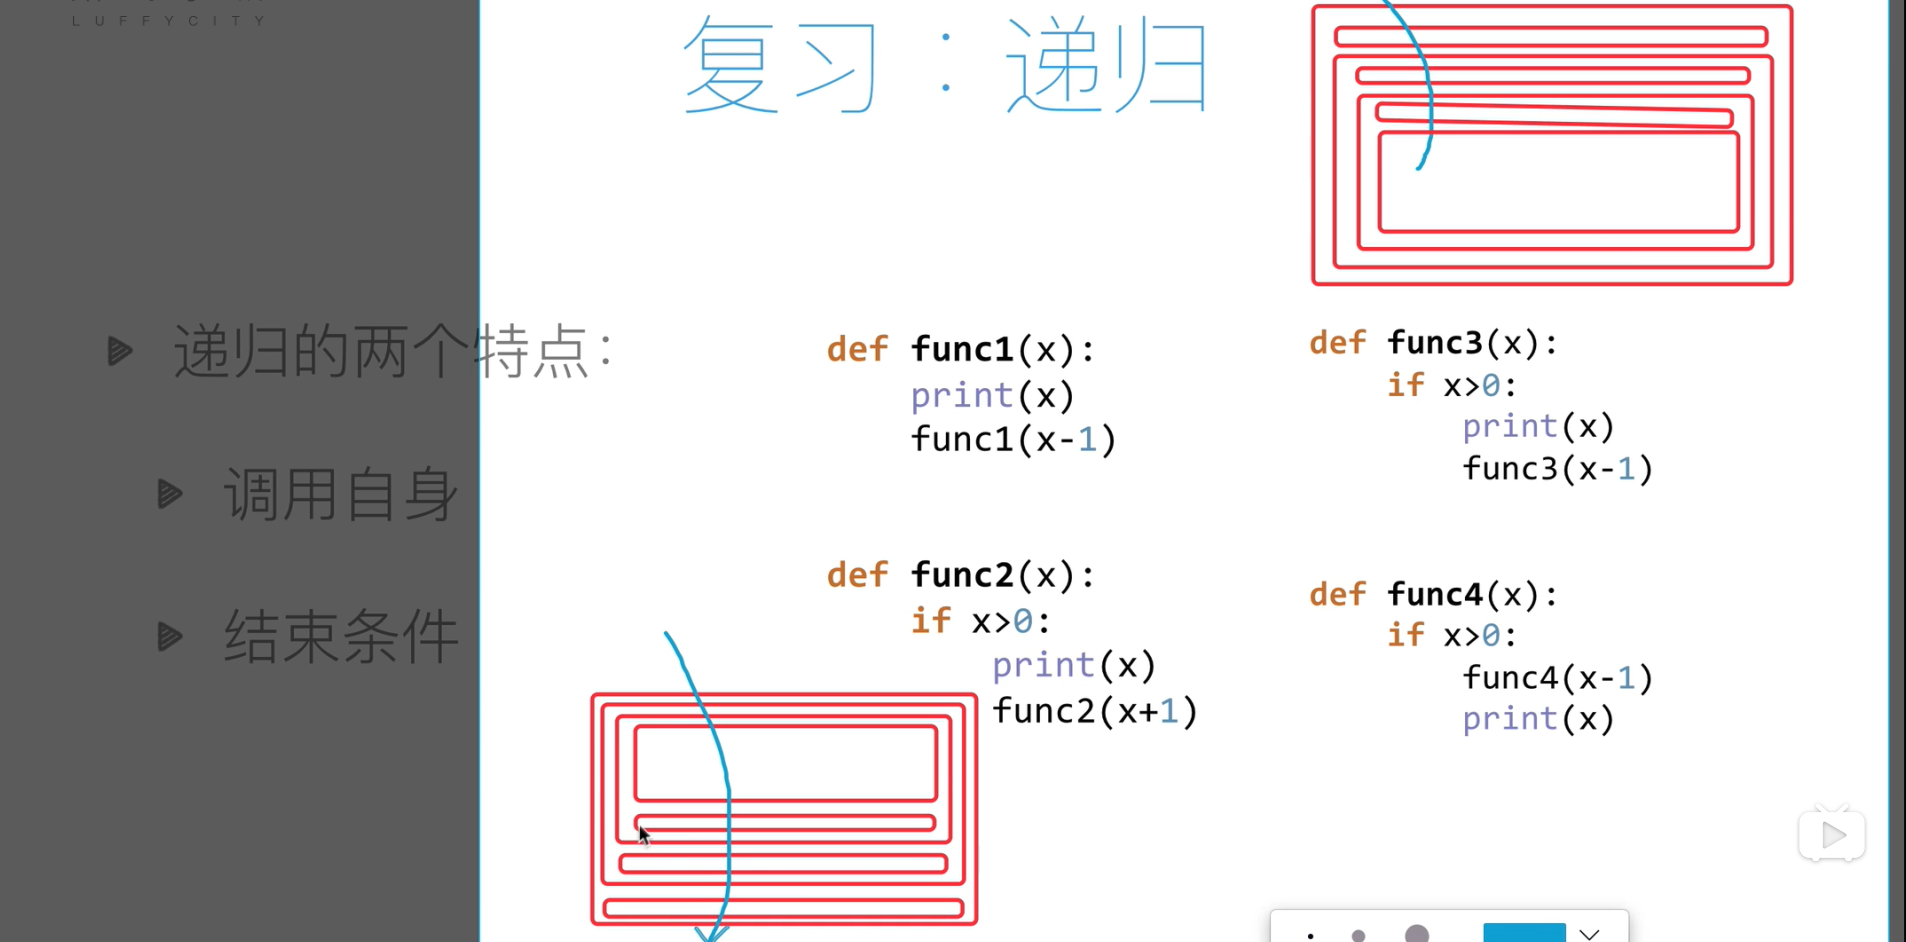 LUFFYCITY
复习：递归
递归的两个特点：
调用自身
结束条件
def func1(x):
    print(x)
    func1(x-1)
def func2(x):
    if x>0:
        print(x)
        func2(x+1)
def func3(x):
    if x>0:
        print(x)
        func3(x-1)
def func4(x):
    if x>0:
        func4(x-1)
        print(x)